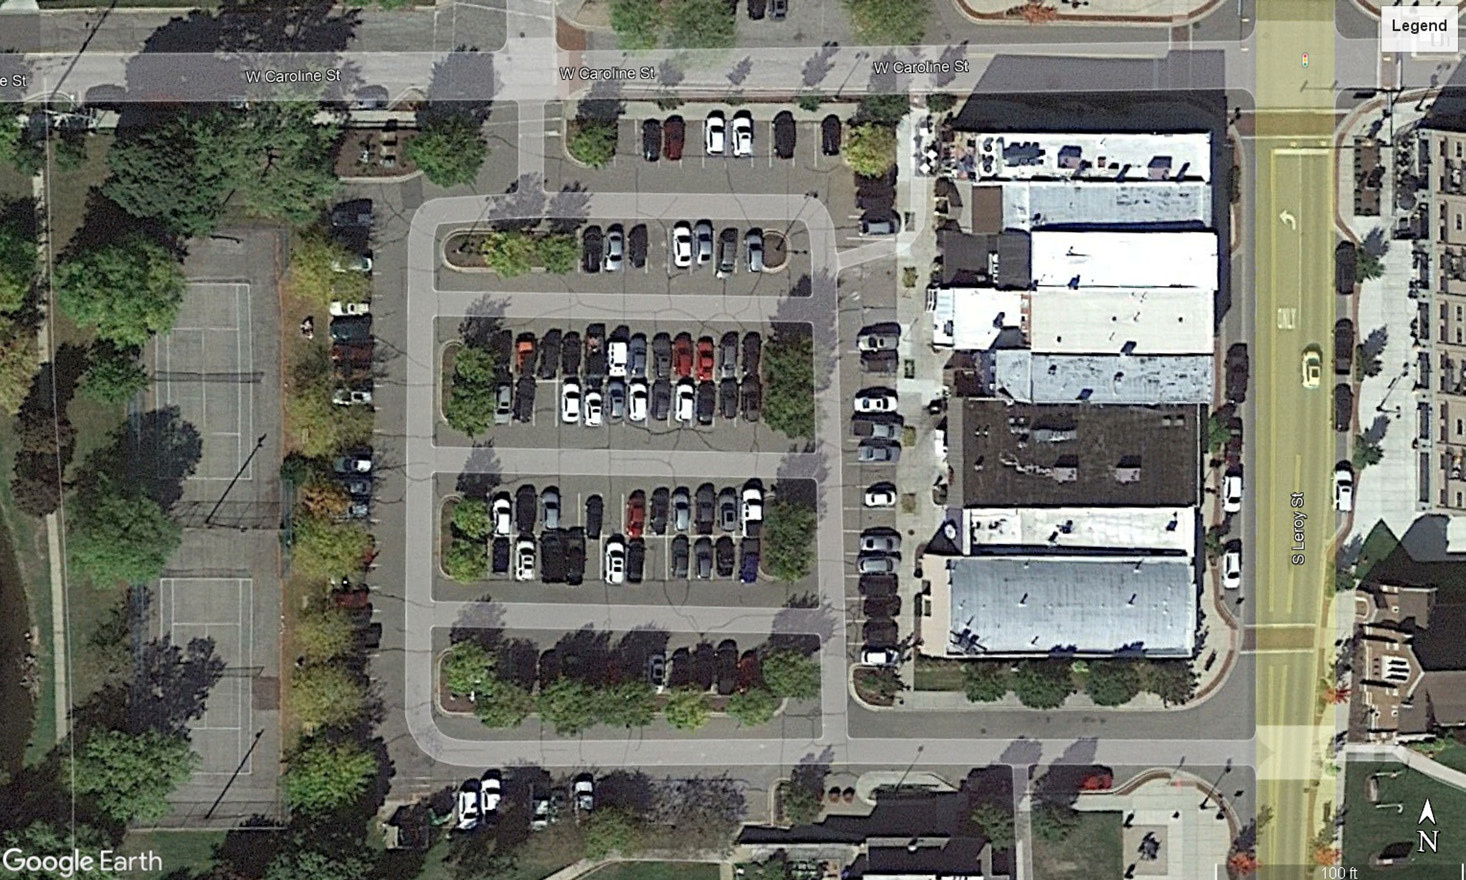 Legend
W Caroline St
W Caroline St
W Caroline St
e St
ONLY
S Leroy St
N
Google Earth
100 ft